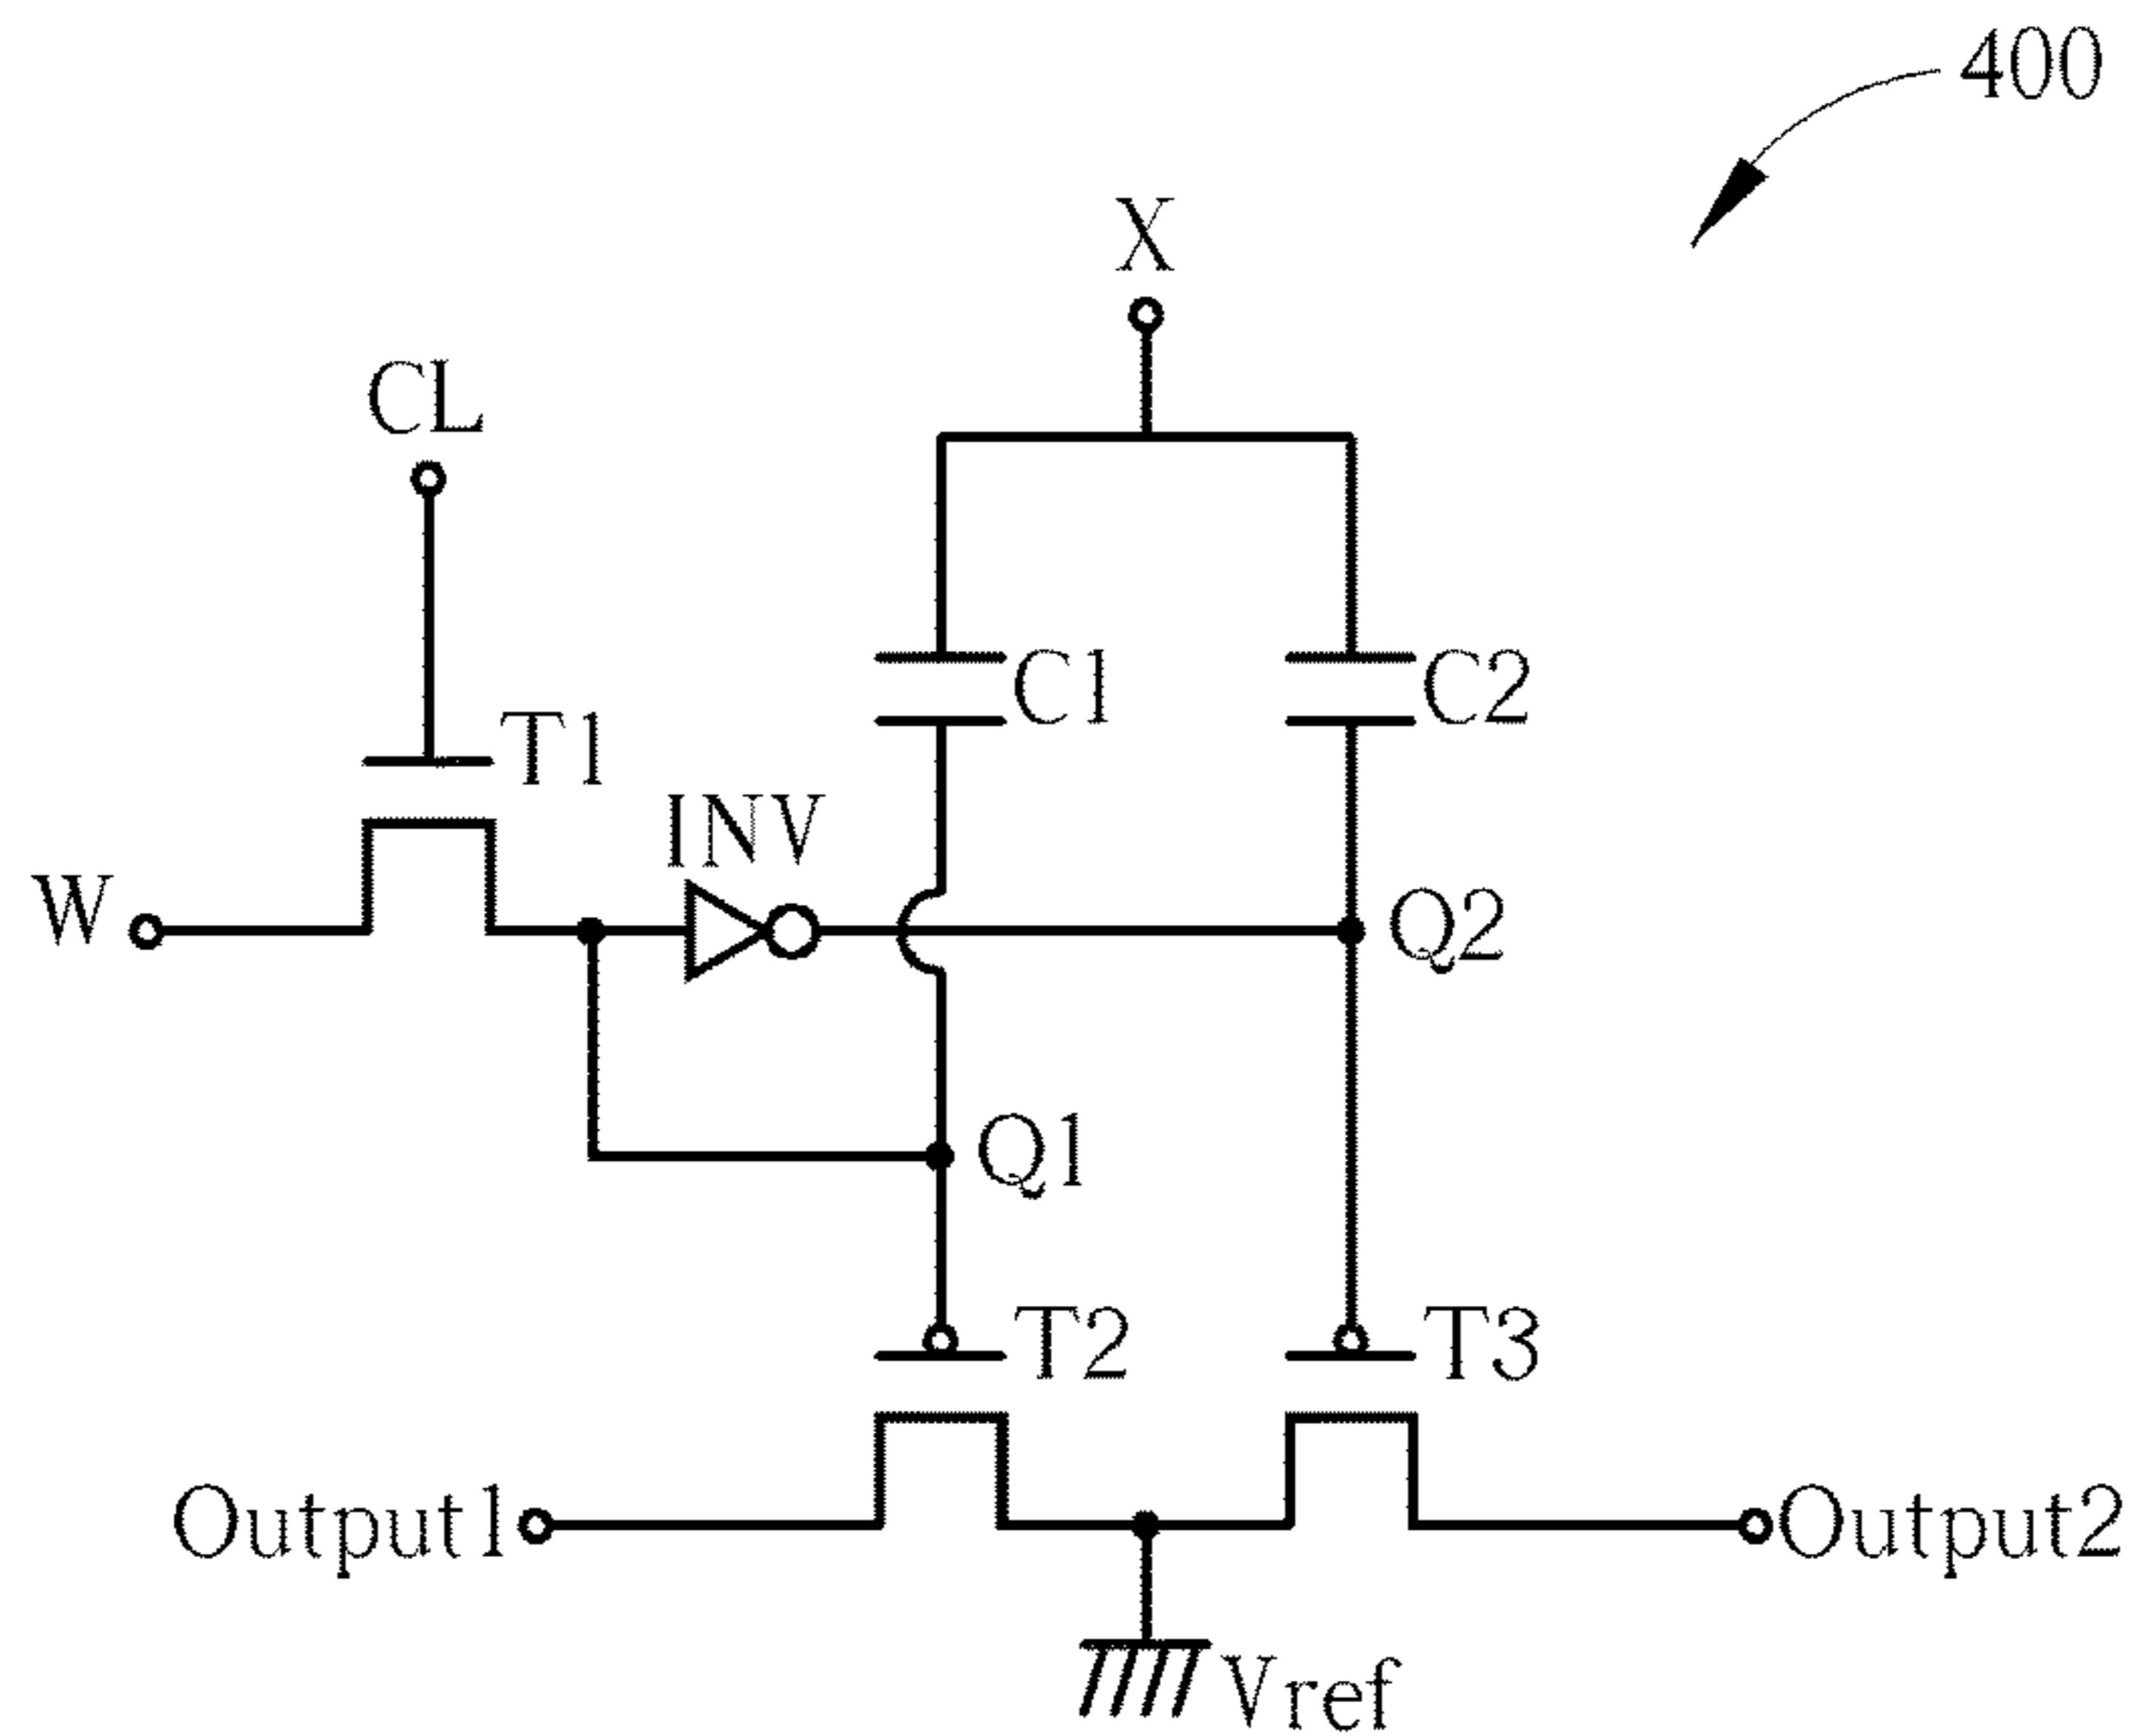 400
X
CL
C1
C2
T1
INV
W
Q2
Q1
T2
T3
Output1
Output2
Vref